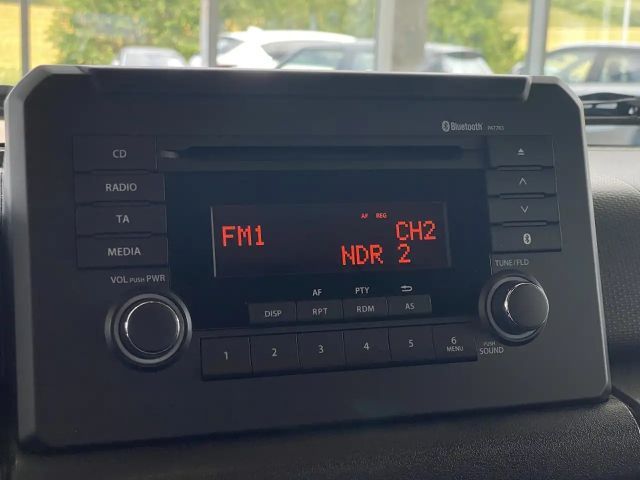 Bluetooth
CD
RADIO
TA
MEDIA
VOL PUSH PWR
AF REG
FM1 CH2
NDR 2
TUNE/FLD
AF PTY
DISP RPT RDM AS
1 2 3 4 5 6
MENU
PUSH
SOUND